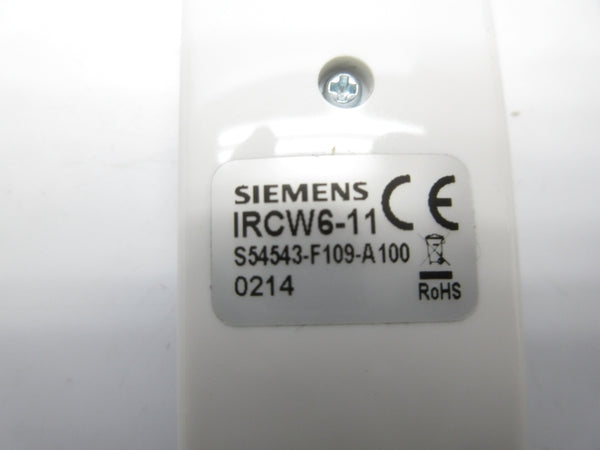 SIEMENS CE
IRCW6-11
S54543-F109-A100
0214
RoHS